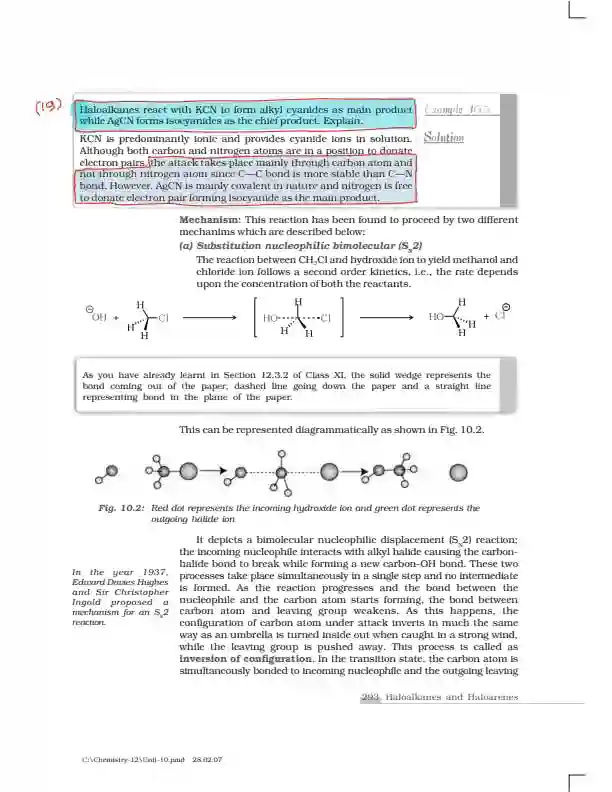 (19)
Haloalkanes react with KCN to form alkyl cyanides as main product
while AgCN forms isocyanides as the chief product. Explain.
Example
KCN is predominantly ionic and provides cyanide ions in solution.
Solution
Although both carbon and nitrogen atoms are in a position to donate
electron pairs, the attack takes place mainly through carbon atom and
not through nitrogen atom since C—C bond is more stable than C—N
bond. However, AgCN is mainly covalent in nature and nitrogen is free
to donate electron pair forming isocyanide as the main product.
Mechanism: This reaction has been found to proceed by two different
mechanims which are described below:
(a) Substitution nucleophilic bimolecular (SN2)
The reaction between CH3Cl and hydroxide ion to yield methanol and
chloride ion follows a second order kinetics, i.e., the rate depends
upon the concentration of both the reactants.
⊖OH + H H H Cl
HO Cl H H H
HO H H H + Cl⊖
As you have already learnt in Section 12.3.2 of Class XI, the solid wedge represents the
bond coming out of the paper, dashed line going down the paper and a straight line
representing bond in the plane of the paper.
This can be represented diagrammatically as shown in Fig. 10.2.
Fig. 10.2: Red dot represents the incoming hydroxide ion and green dot represents the
outgoing halide ion
In the year 1937,
Edward Davies Hughes
and Sir Christopher
Ingold proposed a
mechanism for an SN2
reaction.
It depicts a bimolecular nucleophilic displacement (SN2) reaction;
the incoming nucleophile interacts with alkyl halide causing the carbon-
halide bond to break while forming a new carbon-OH bond. These two
processes take place simultaneously in a single step and no intermediate
is formed. As the reaction progresses and the bond between the
nucleophile and the carbon atom starts forming, the bond between
carbon atom and leaving group weakens. As this happens, the
configuration of carbon atom under attack inverts in much the same
way as an umbrella is turned inside out when caught in a strong wind,
while the leaving group is pushed away. This process is called as
inversion of configuration. In the transition state, the carbon atom is
simultaneously bonded to incoming nucleophile and the outgoing leaving
293 Haloalkanes and Haloarenes
C:\Chemistry-12\Unit-10.pmd 28.02.07